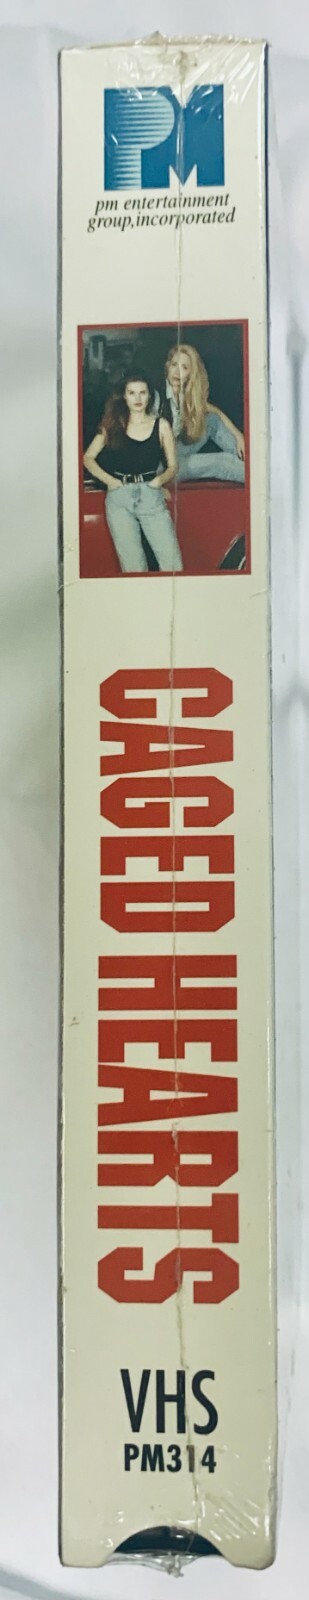 PM
pm entertainment
group,incorporated
CAGED HEARTS
VHS
PM314